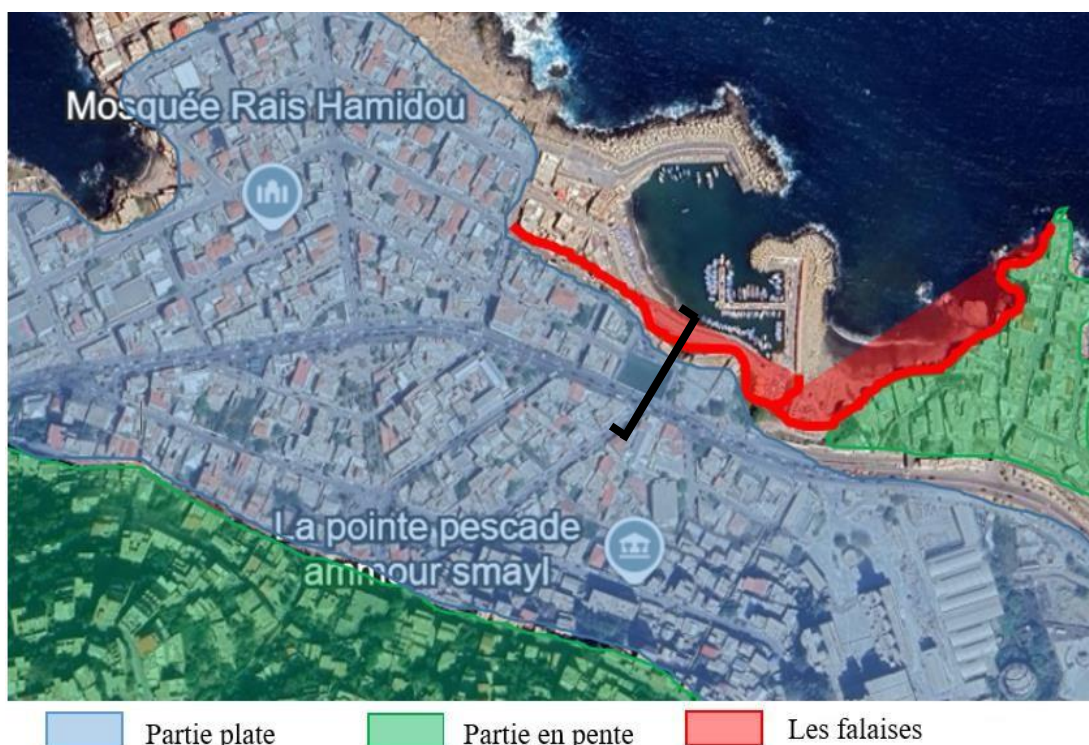 Mosquée Rais Hamidou
La pointe pescade
ammour smayl
Partie plate
Partie en pente
Les falaises